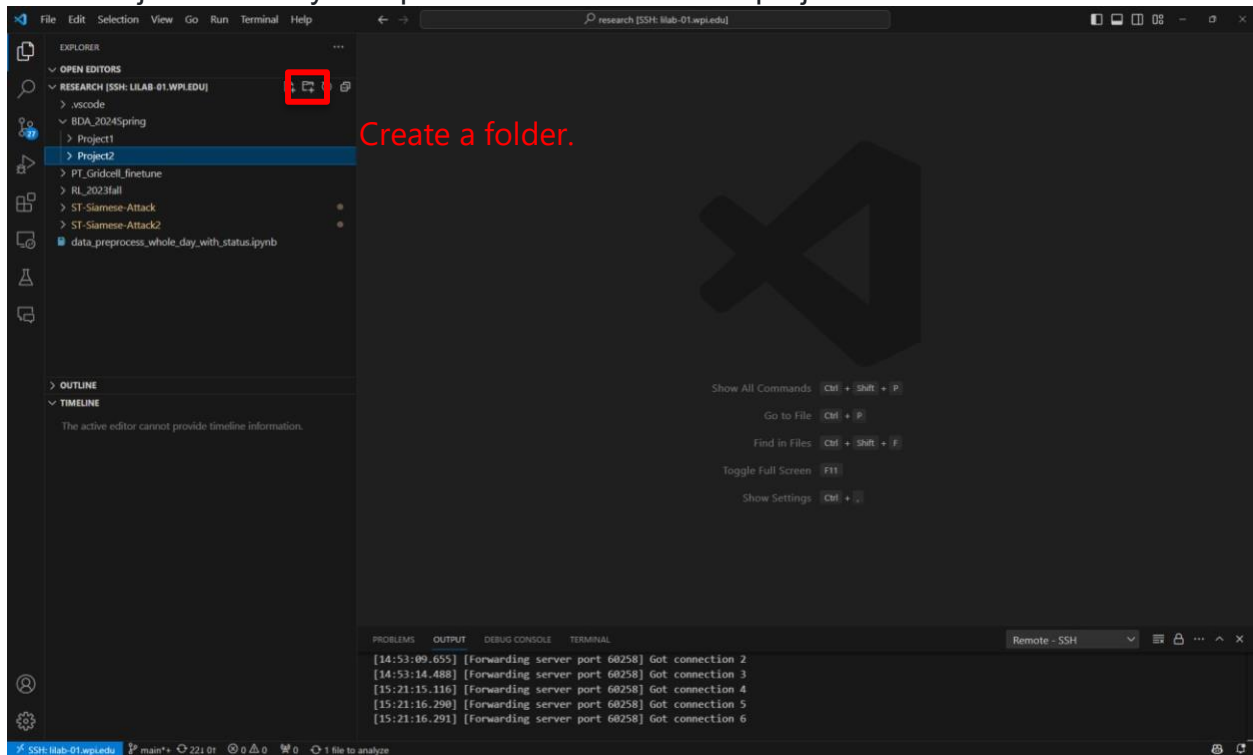 File Edit Selection View Go Run Terminal Help
research [SSH: lilab-01.wpi.edu]
EXPLORER
OPEN EDITORS
RESEARCH [SSH: LILAB-01.WPI.EDU]
.vscode
BDA_2024Spring
Project1
Project2
PT_Gridcell_finetune
RL_2023fall
ST-Siamese-Attack
ST-Siamese-Attack2
data_preprocess_whole_day_with_status.ipynb
27
Create a folder.
OUTLINE
TIMELINE
The active editor cannot provide timeline information.
Show All Commands Ctrl + Shift + P
Go to File Ctrl + P
Find in Files Ctrl + Shift + F
Toggle Full Screen F11
Show Settings Ctrl + ,
PROBLEMS OUTPUT DEBUG CONSOLE TERMINAL
Remote - SSH
[14:53:09.655] [Forwarding server port 60258] Got connection 2
[14:53:14.488] [Forwarding server port 60258] Got connection 3
[15:21:15.116] [Forwarding server port 60258] Got connection 4
[15:21:16.290] [Forwarding server port 60258] Got connection 5
[15:21:16.291] [Forwarding server port 60258] Got connection 6
SSH: lilab-01.wpi.edu main*+ 22↓ 0↑ 0 0 0 1 file to analyze